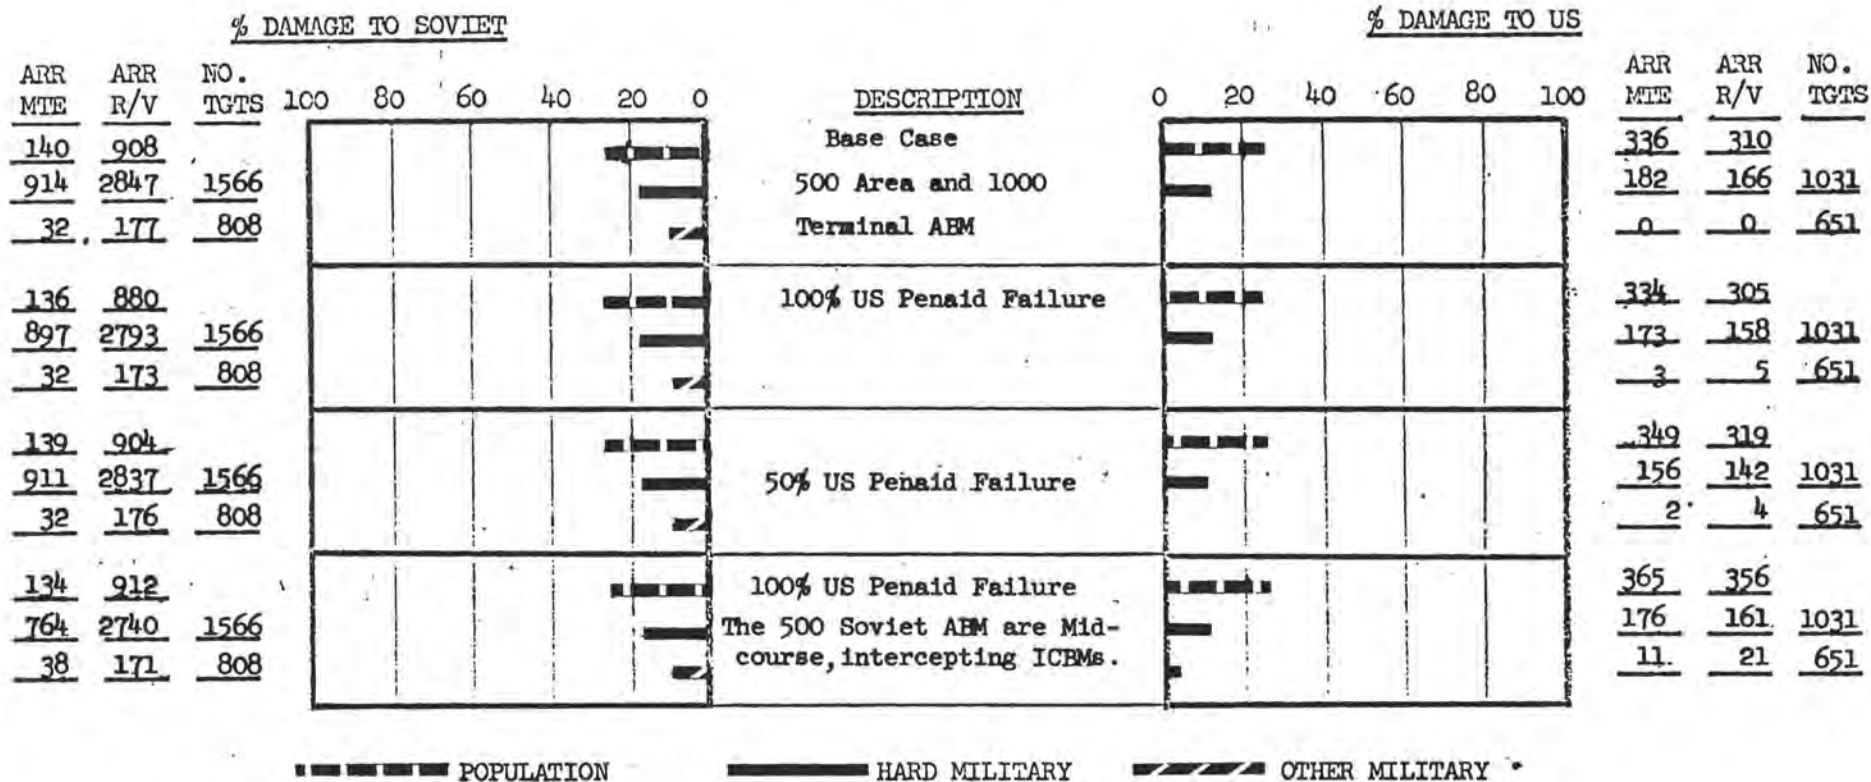 % DAMAGE TO SOVIET
% DAMAGE TO US
ARR ARR NO.
MTE R/V TGTS 100 80 60 40 20 0 DESCRIPTION 0 20 40 60 80 100
ARR ARR NO.
MTE R/V TGTS
140 908 Base Case 336 310
914 2847 1566 500 Area and 1000 182 166 1031
32 177 808 Terminal ABM 0 0 651
136 880 100% US Penaid Failure 334 305
897 2793 1566 173 158 1031
32 173 808 3 5 651
139 904 349 319
911 2837 1566 50% US Penaid Failure 156 142 1031
32 176 808 2 4 651
134 912 100% US Penaid Failure 365 356
764 2740 1566 The 500 Soviet ABM are Mid- 176 161 1031
38 171 808 course, intercepting ICBMs. 11 21 651
POPULATION HARD MILITARY OTHER MILITARY